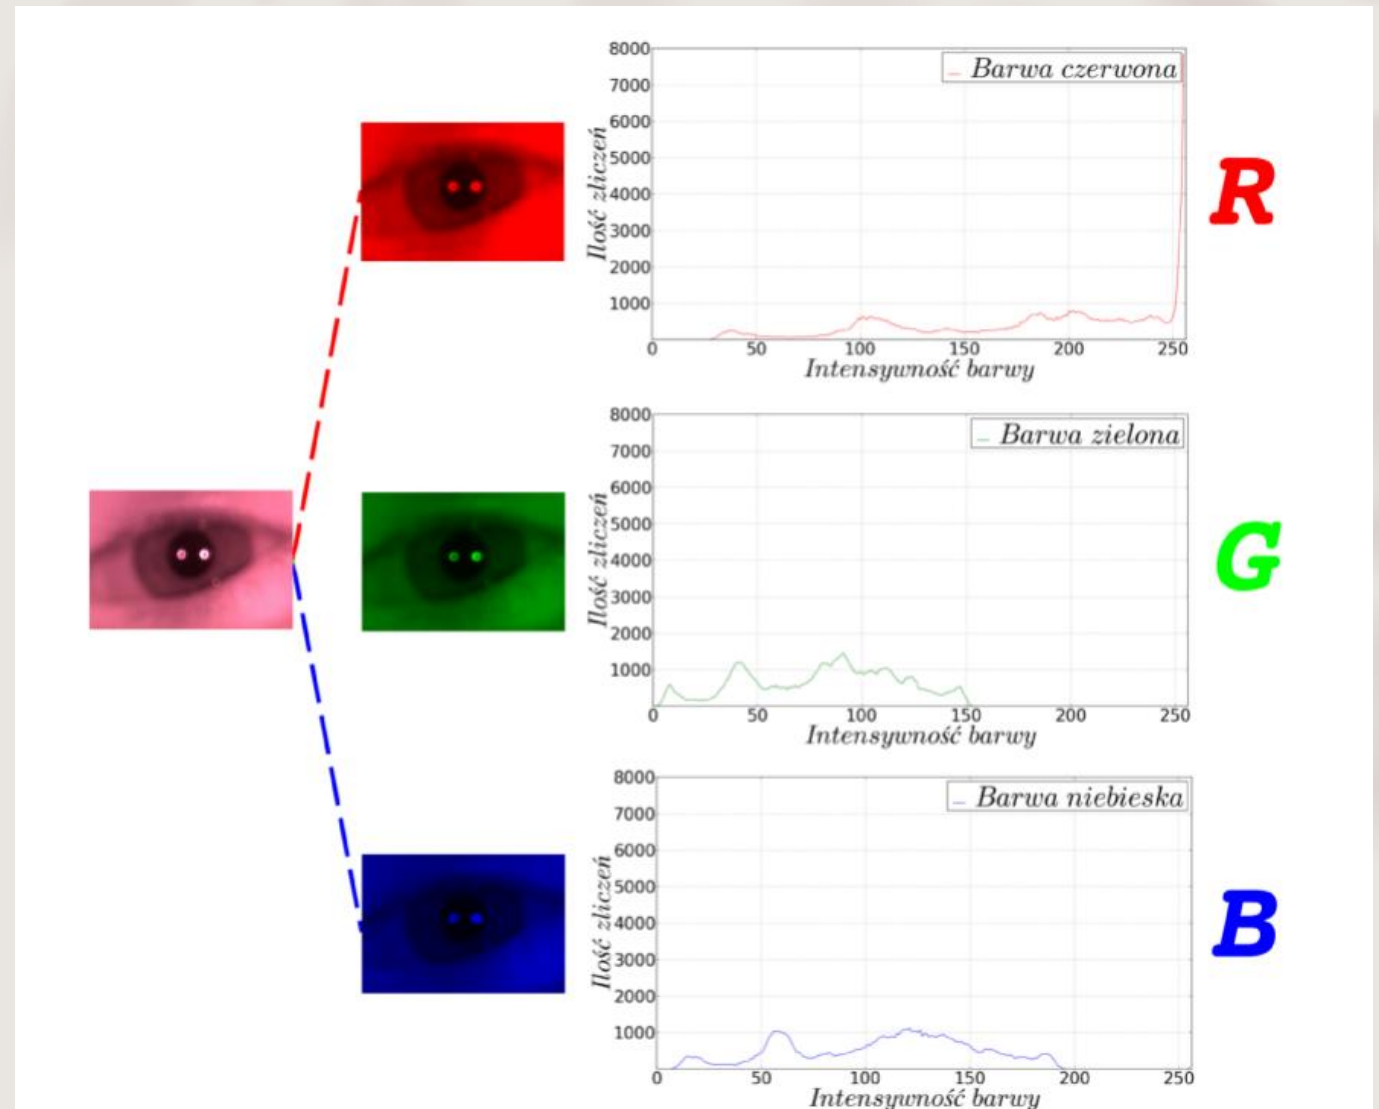 8000
7000
6000
5000
4000
3000
2000
1000
Ilość zliczeń
Barwa czerwona
0 50 100 150 200 250
Intensywność barwy
R
8000
7000
6000
5000
4000
3000
2000
1000
Ilość zliczeń
Barwa zielona
0 50 100 150 200 250
Intensywność barwy
G
8000
7000
6000
5000
4000
3000
2000
1000
Ilość zliczeń
Barwa niebieska
0 50 100 150 200 250
Intensywność barwy
B